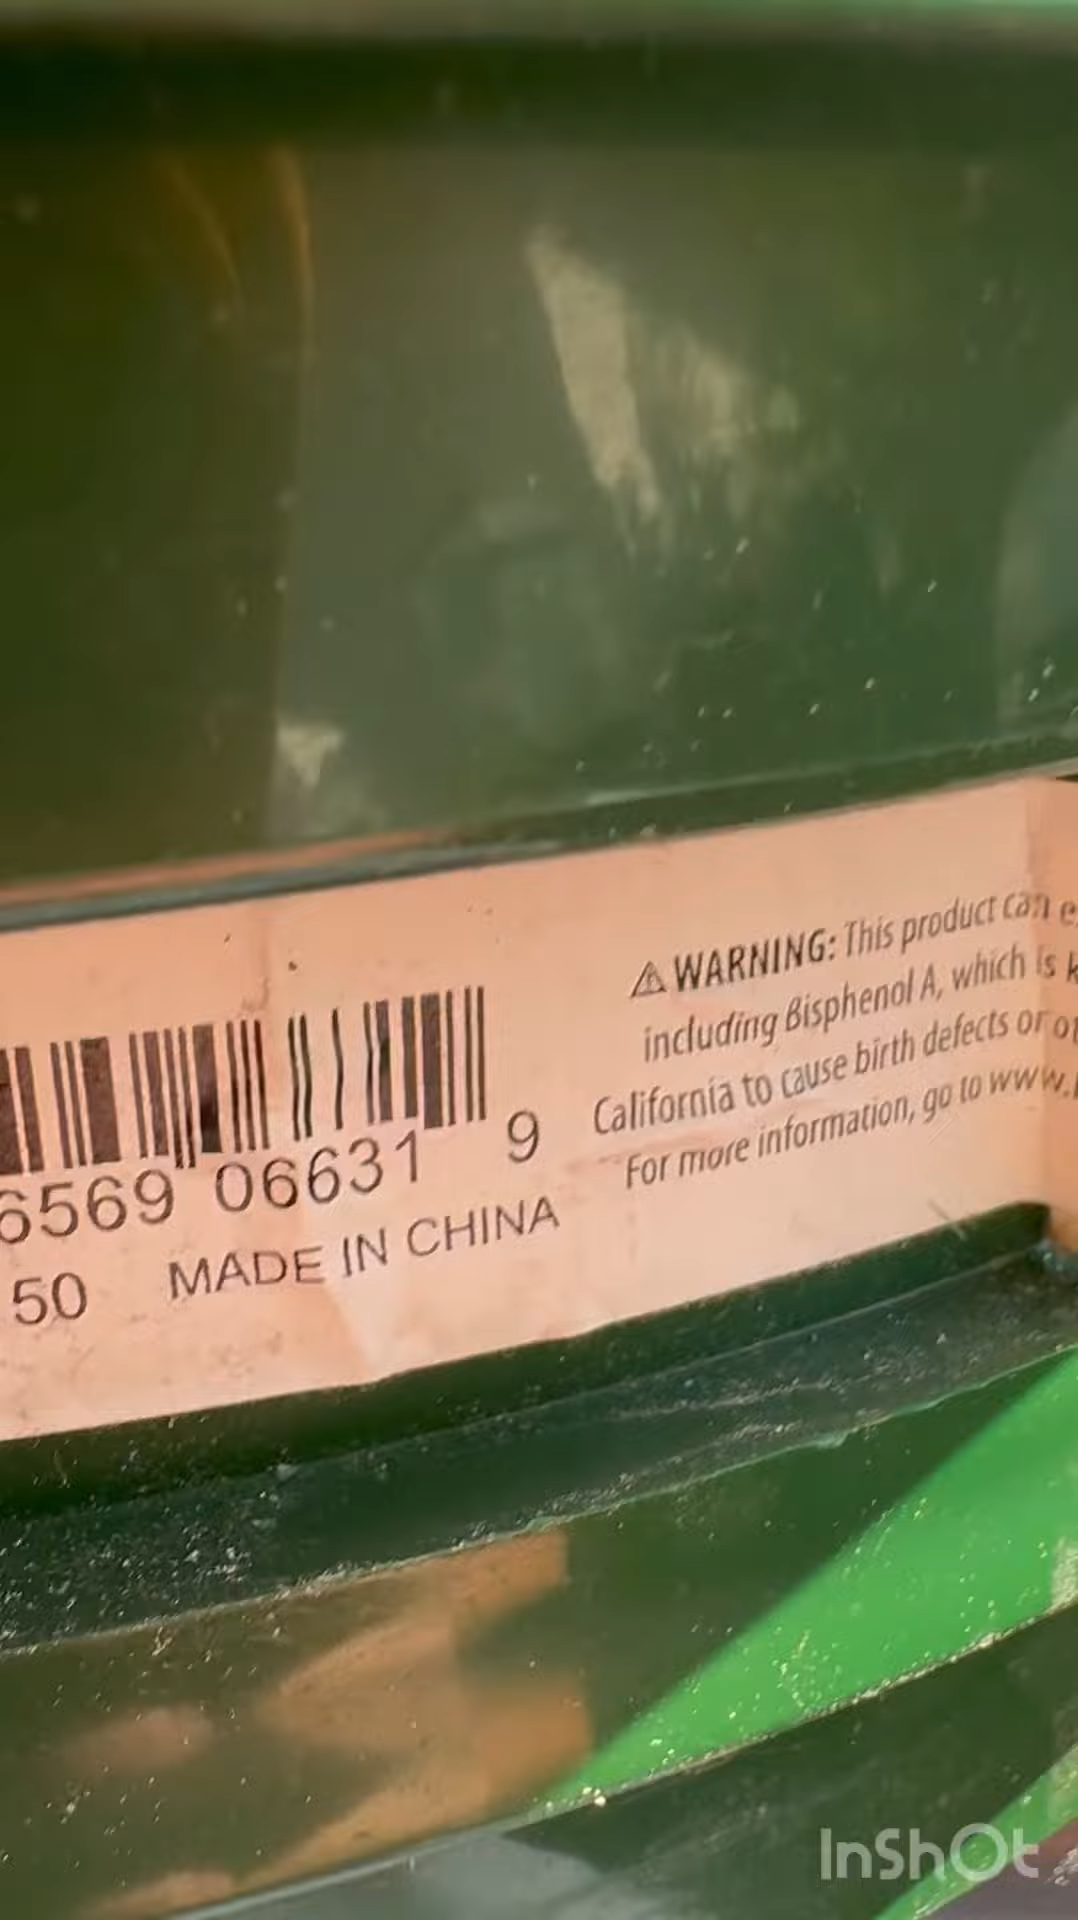 ⚠ WARNING: This product can
including Bisphenol A, which is
California to cause birth defects or
For more information, go to www.
6569 06631 9
50 MADE IN CHINA
InShOt